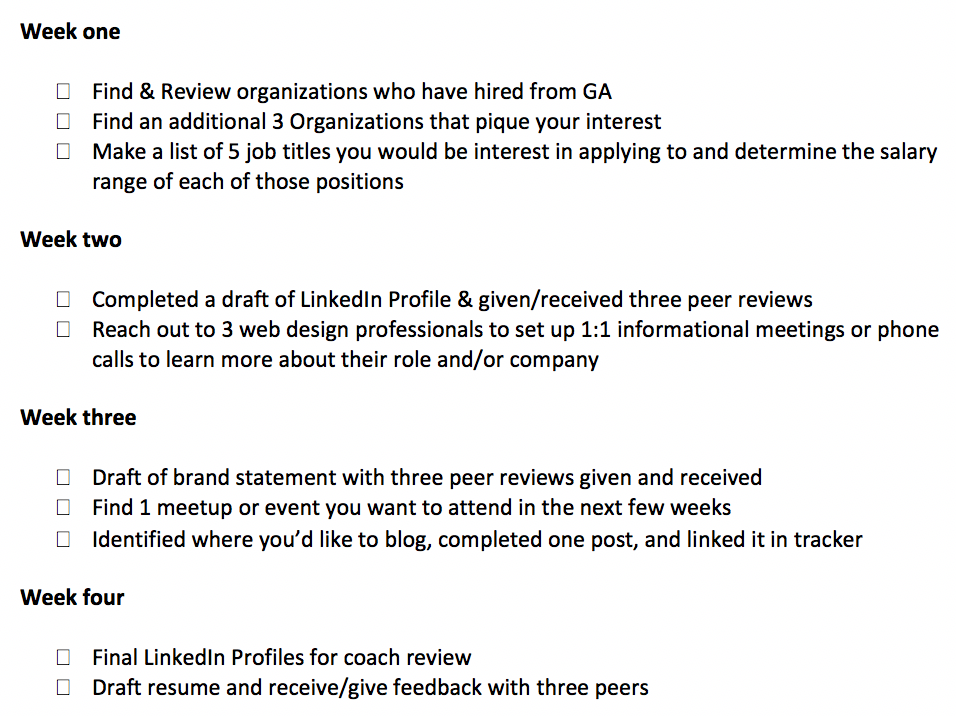 Week one
☐ Find & Review organizations who have hired from GA
☐ Find an additional 3 Organizations that pique your interest
☐ Make a list of 5 job titles you would be interest in applying to and determine the salary
range of each of those positions
Week two
☐ Completed a draft of LinkedIn Profile & given/received three peer reviews
☐ Reach out to 3 web design professionals to set up 1:1 informational meetings or phone
calls to learn more about their role and/or company
Week three
☐ Draft of brand statement with three peer reviews given and received
☐ Find 1 meetup or event you want to attend in the next few weeks
☐ Identified where you’d like to blog, completed one post, and linked it in tracker
Week four
☐ Final LinkedIn Profiles for coach review
☐ Draft resume and receive/give feedback with three peers